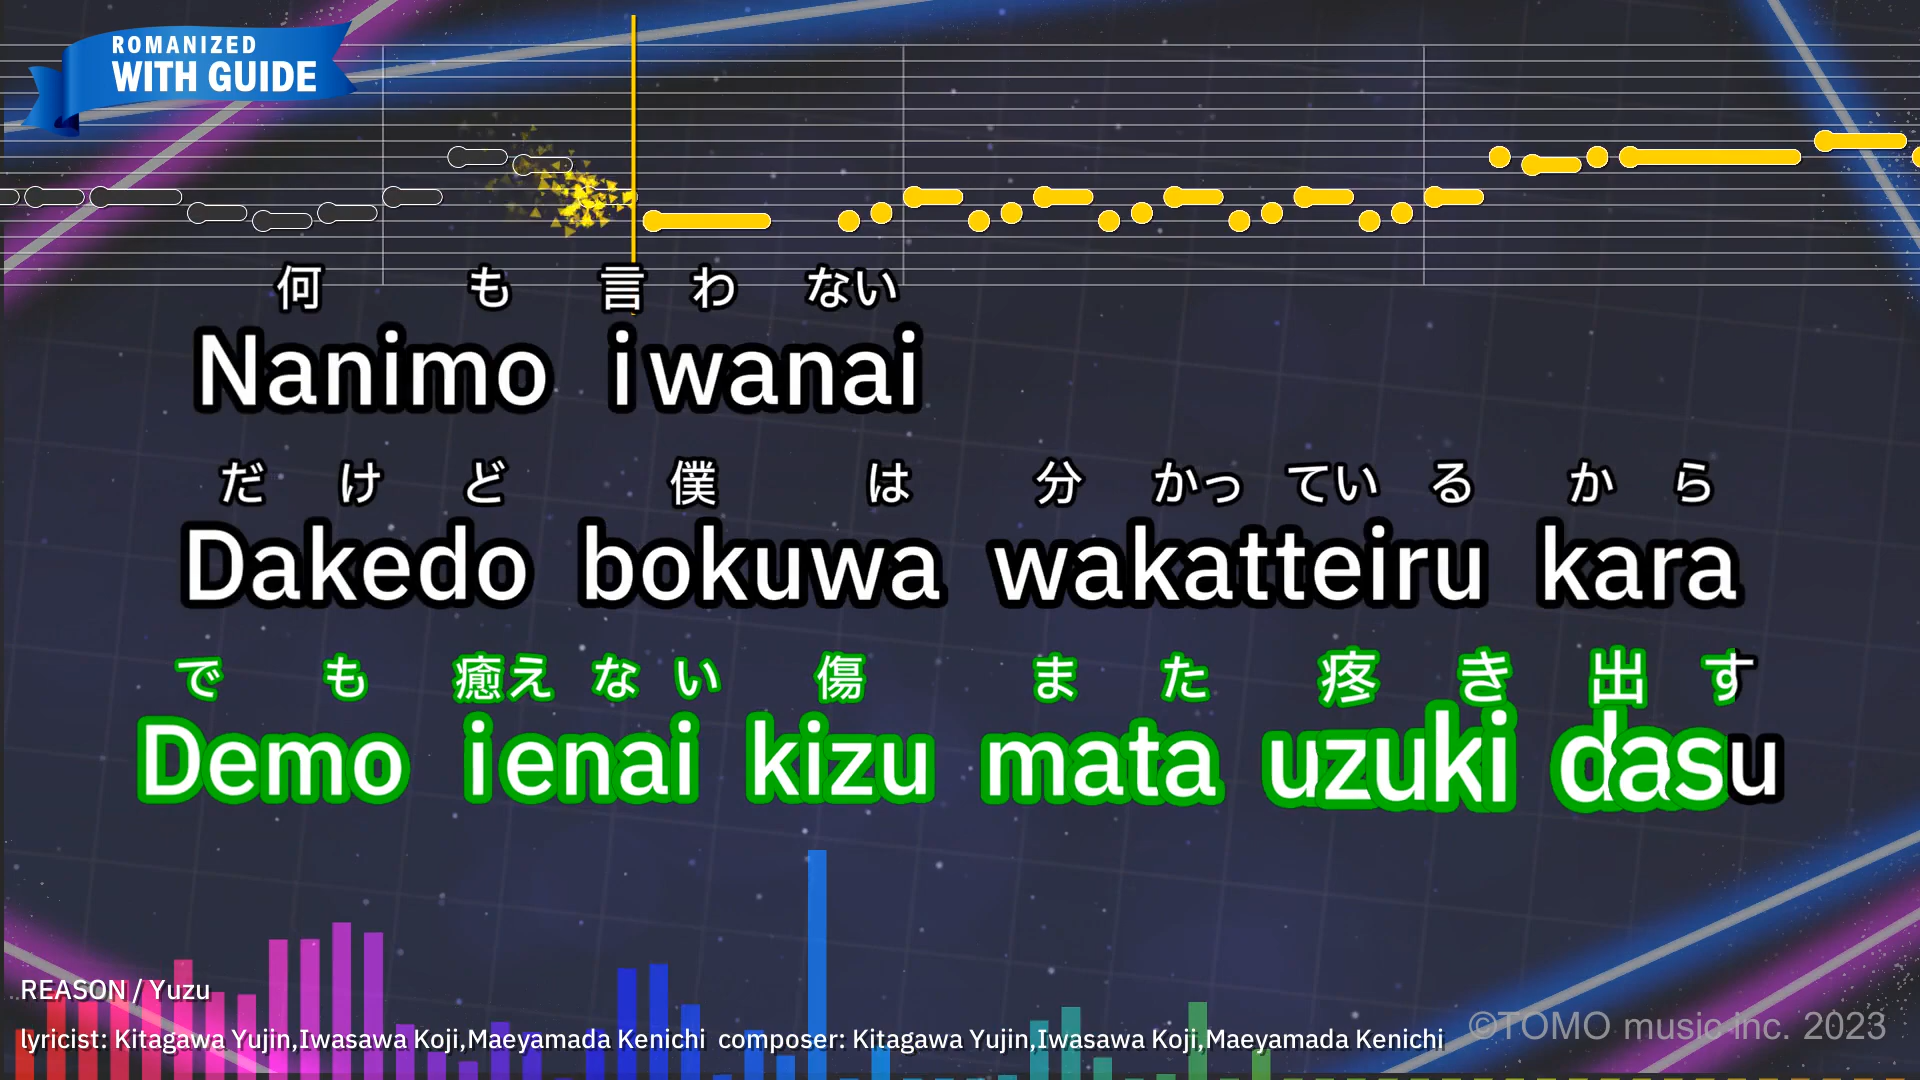 ROMANIZED
WITH GUIDE
何も言わない
Nanimo iwanai
だけど僕は分かっているから
Dakedo bokuwa wakatteiru kara
でも癒えない傷また疼き出す
Demo ienai kizu mata uzuki dasu
REASON / Yuzu
lyricist: Kitagawa Yujin,Iwasawa Koji,Maeyamada Kenichi composer: Kitagawa Yujin,Iwasawa Koji,Maeyamada Kenichi
©TOMO music inc. 2023